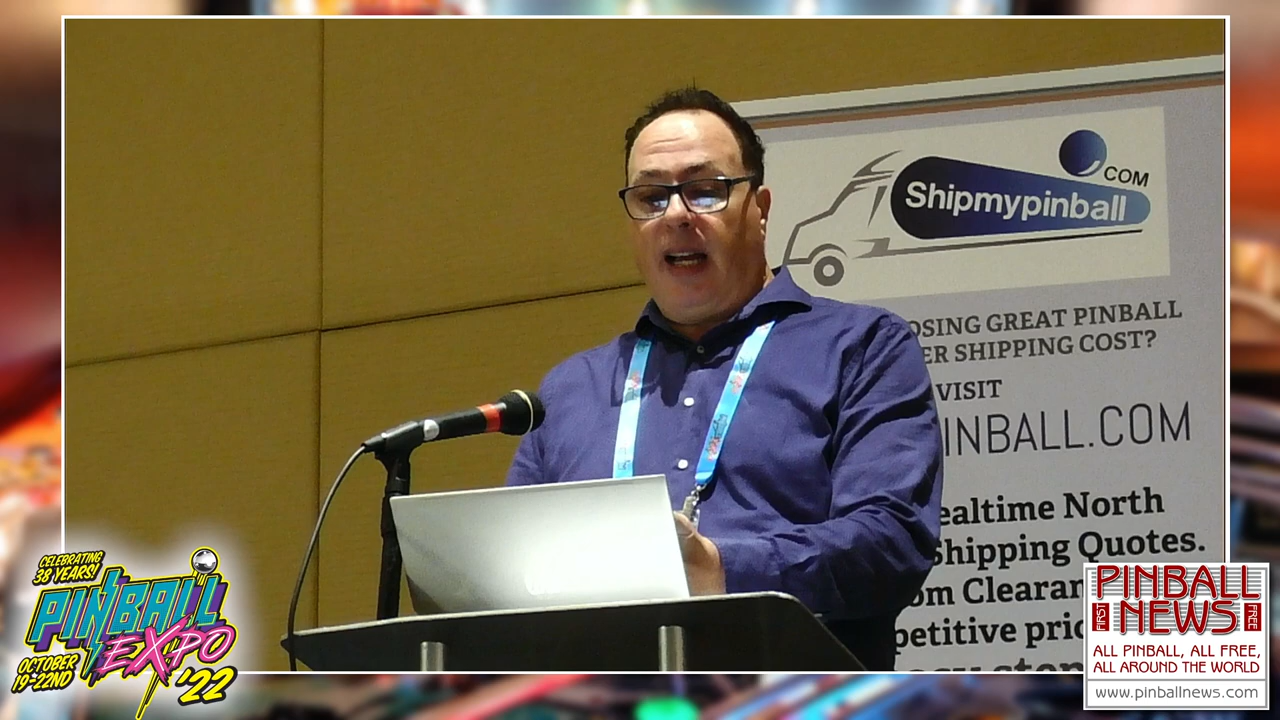 Shipmypinball
.COM
OSING GREAT PINBALL
ER SHIPPING COST?
VISIT
INBALL.COM
ealtime North
Shipping Quotes.
om Clearan
petitive pric
CELEBRATING
38 YEARS!
PINBALL
EXPO
OCTOBER
19-22ND
'22
PINBALL
FIRST NEWS FREE
ALL PINBALL, ALL FREE,
ALL AROUND THE WORLD
www.pinballnews.com